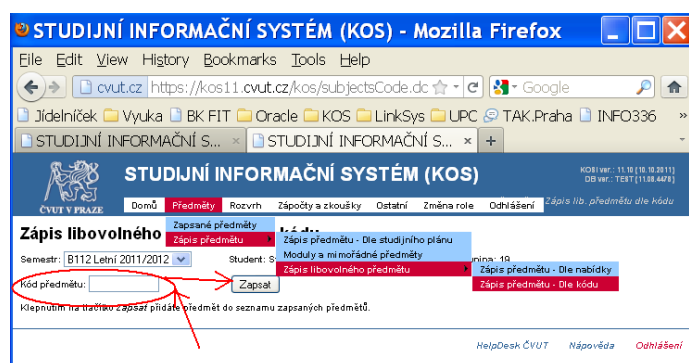 STUDIJNÍ INFORMAČNÍ SYSTÉM (KOS) - Mozilla Firefox
File Edit View History Bookmarks Tools Help
cvut.cz https://kos11.cvut.cz/kos/subjectsCode.dc Google
Jídelníček Vyuka BK FIT Oracle KOS LinkSys UPC TAK.Praha INFO336 »
STUDIJNÍ INFORMAČNÍ S... × STUDIJNÍ INFORMAČNÍ S... × +
STUDIJNÍ INFORMAČNÍ SYSTÉM (KOS)
KOSI ver.: 11.10 [10.10.2011]
DB ver.: TEST [11.08.4478]
ČVUT V PRAZE
Domů Předměty Rozvrh Zápočty a zkoušky Ostatní Změna role Odhlášení Zápis lib. předmětu dle kódu
Zapsané předměty
Zápis libovolného
Zápis předmětu
Zápis předmětu - Dle studijního plánu
Moduly a mimořádné předměty
Semestr: B112 Letní 2011/2012 Student:
Zápis libovolného předmětu
Zápis předmětu - Dle nabídky
Kód předmětu: Zapsat
Zápis předmětu - Dle kódu
Klepnutím na tlačítko zapsat přidáte předmět do seznamu zapsaných předmětů.
HelpDesk ČVUT Nápověda Odhlášení